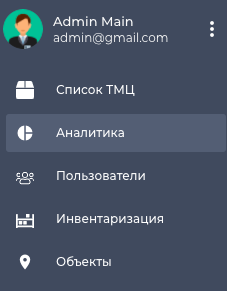 Admin Main
admin@gmail.com
Список ТМЦ
Аналитика
Пользователи
Инвентаризация
Объекты